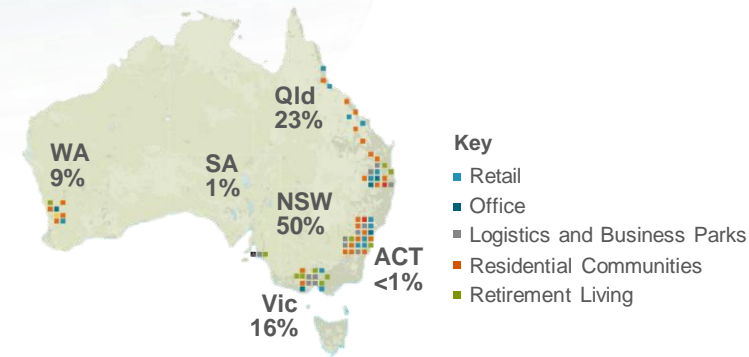 Qld
23%
WA
9%
SA
1%
NSW
50%
ACT
<1%
Vic
16%
Key
Retail
Office
Logistics and Business Parks
Residential Communities
Retirement Living